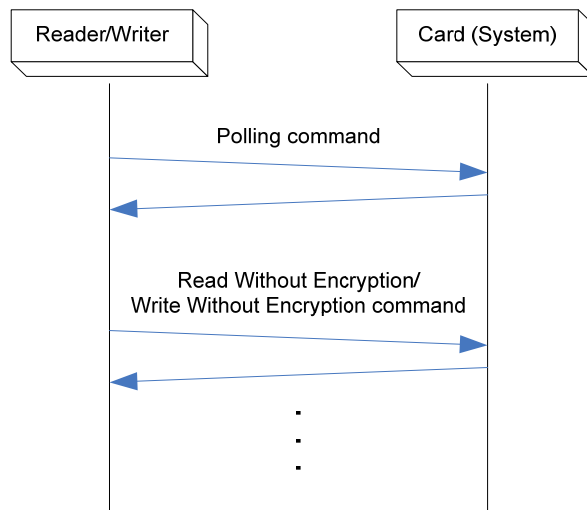 Reader/Writer
Card (System)
Polling command
Read Without Encryption/
Write Without Encryption command